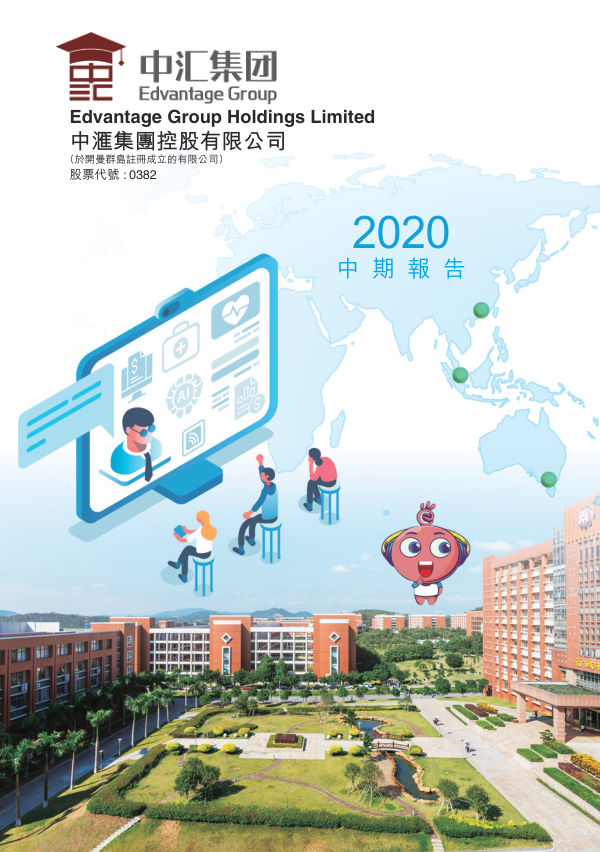 中汇集团
Edvantage Group
Edvantage Group Holdings Limited
中滙集團控股有限公司
(於開曼群島註冊成立的有限公司)
股票代號 : 0382
2020
中期報告
AI